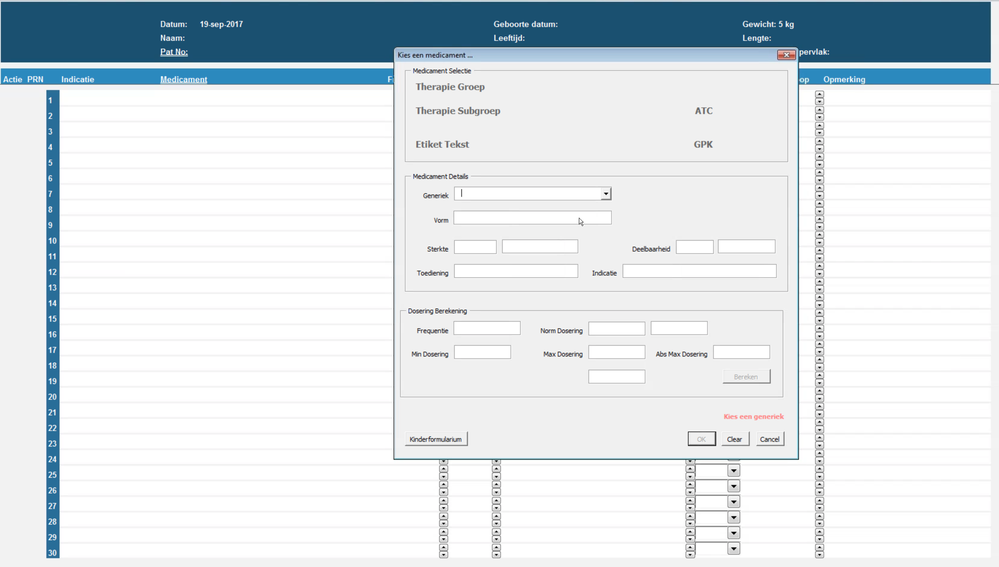 Datum: 19-sep-2017 Geboorte datum: Gewicht: 5 kg
Naam: Leeftijd: Lengte:
Pat No: pervlak:
Kies een medicament ...
Actie PRN Indicatie Medicament Opmerking
Medicament Selectie
Therapie Groep
Therapie Subgroep ATC
Etiket Tekst GPK
Medicament Details
Generiek
Vorm
Sterkte Deelbaarheid
Toediening Indicatie
Dosering Berekening
Frequentie Norm Dosering
Min Dosering Max Dosering Abs Max Dosering
Bereken
Kies een generiek
Kinderformularium OK Clear Cancel
1
2
3
4
5
6
7
8
9
10
11
12
13
14
15
16
17
18
19
20
21
22
23
24
25
26
27
28
29
30